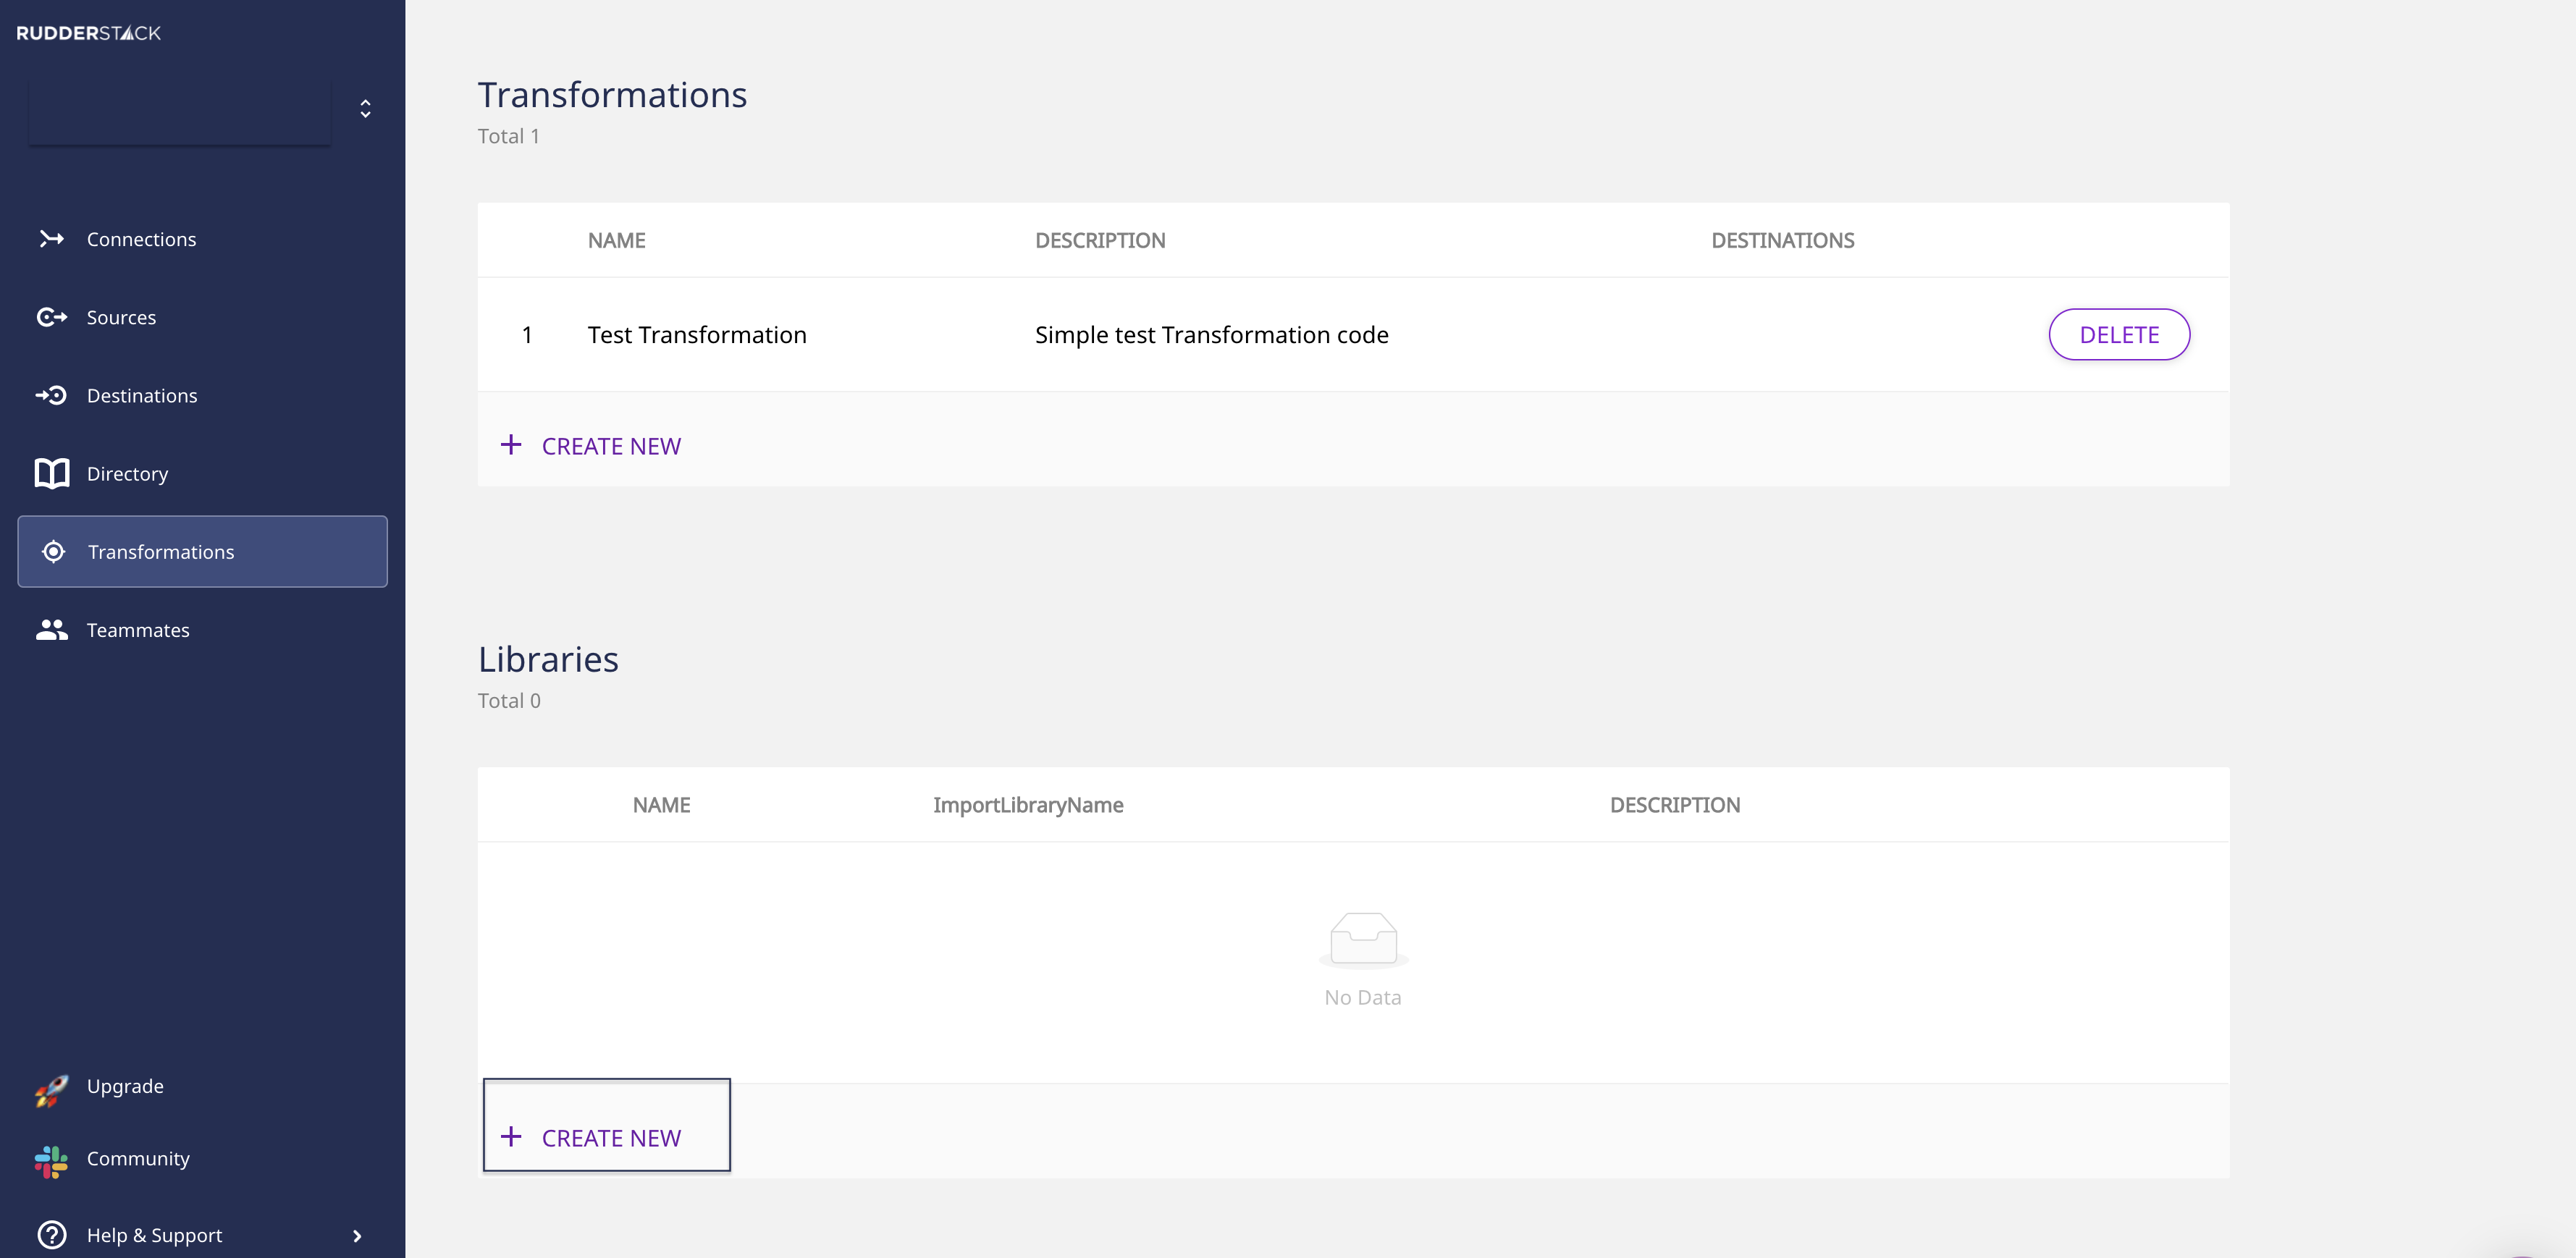 RUDDERSTACK
Connections
Sources
Destinations
Directory
Transformations
Teammates
Upgrade
Community
Help & Support
Transformations
Total 1
NAME DESCRIPTION DESTINATIONS
1 Test Transformation Simple test Transformation code DELETE
+ CREATE NEW
Libraries
Total 0
NAME ImportLibraryName DESCRIPTION
No Data
+ CREATE NEW